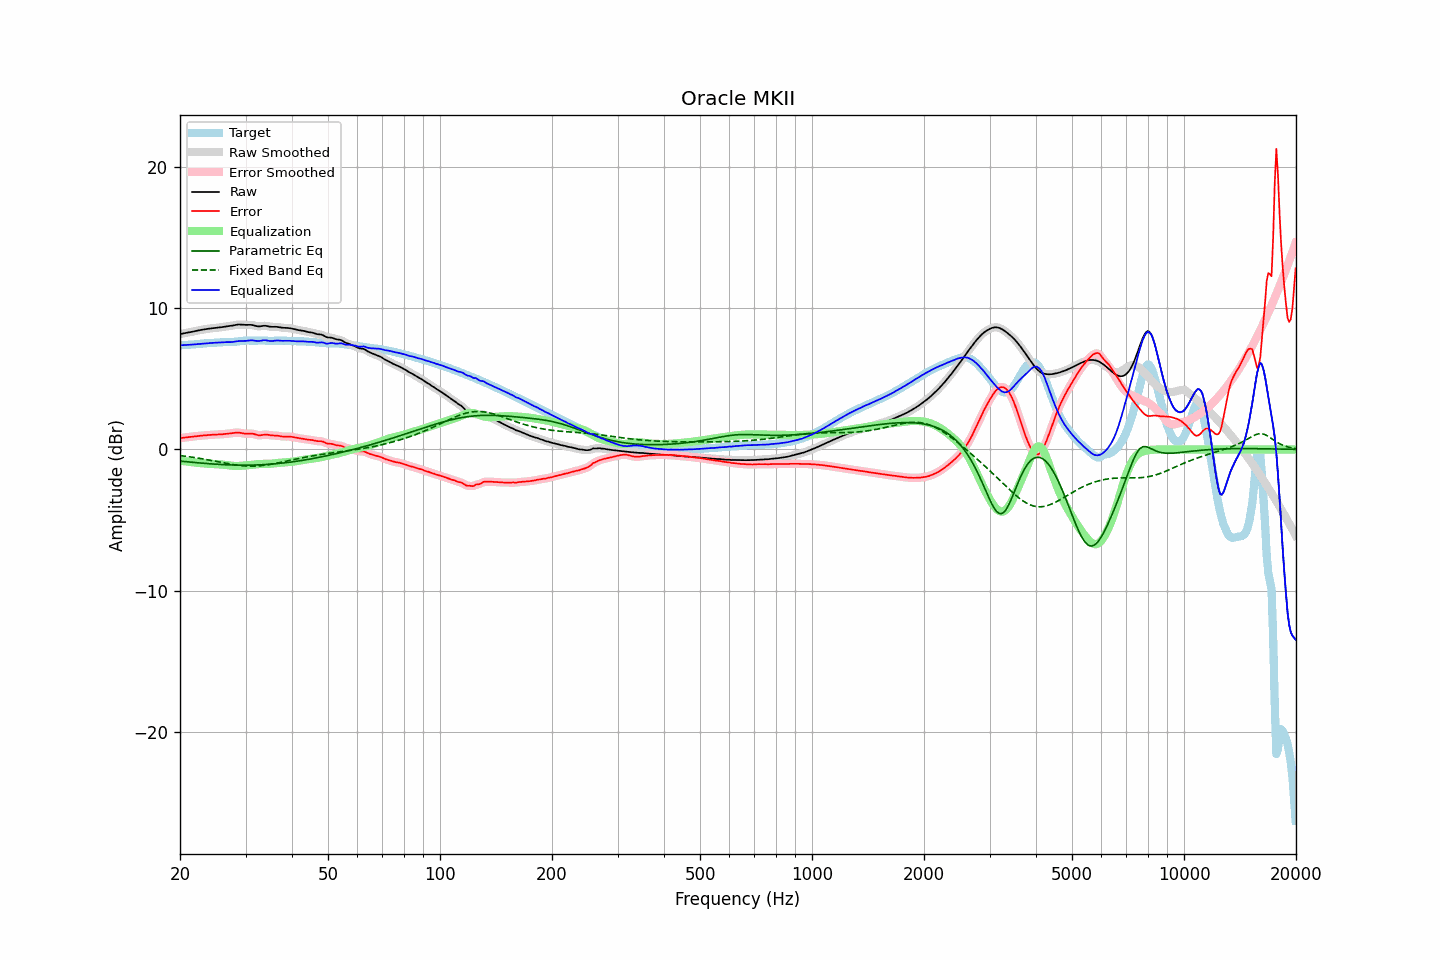 Oracle MKII
Target
Raw Smoothed
Error Smoothed
Raw
Error
Equalization
Parametric Eq
Fixed Band Eq
Equalized
20
10
0
−10
−20
Amplitude (dBr)
20
50
100
200
500
1000
2000
5000
10000
20000
Frequency (Hz)